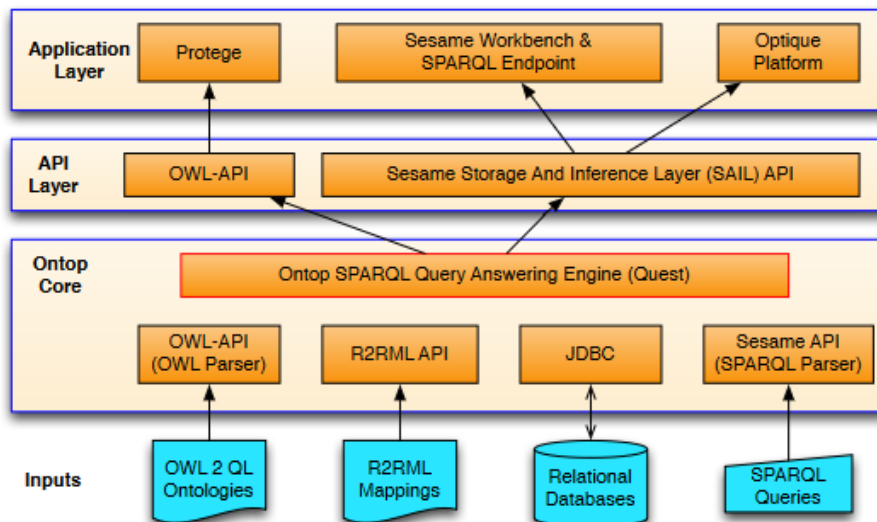 Application
Layer
Protege
Sesame Workbench &
SPARQL Endpoint
Optique
Platform
API
Layer
OWL-API
Sesame Storage And Inference Layer (SAIL) API
Ontop
Core
Ontop SPARQL Query Answering Engine (Quest)
OWL-API
(OWL Parser)
R2RML API
JDBC
Sesame API
(SPARQL Parser)
Inputs
OWL 2 QL
Ontologies
R2RML
Mappings
Relational
Databases
SPARQL
Queries